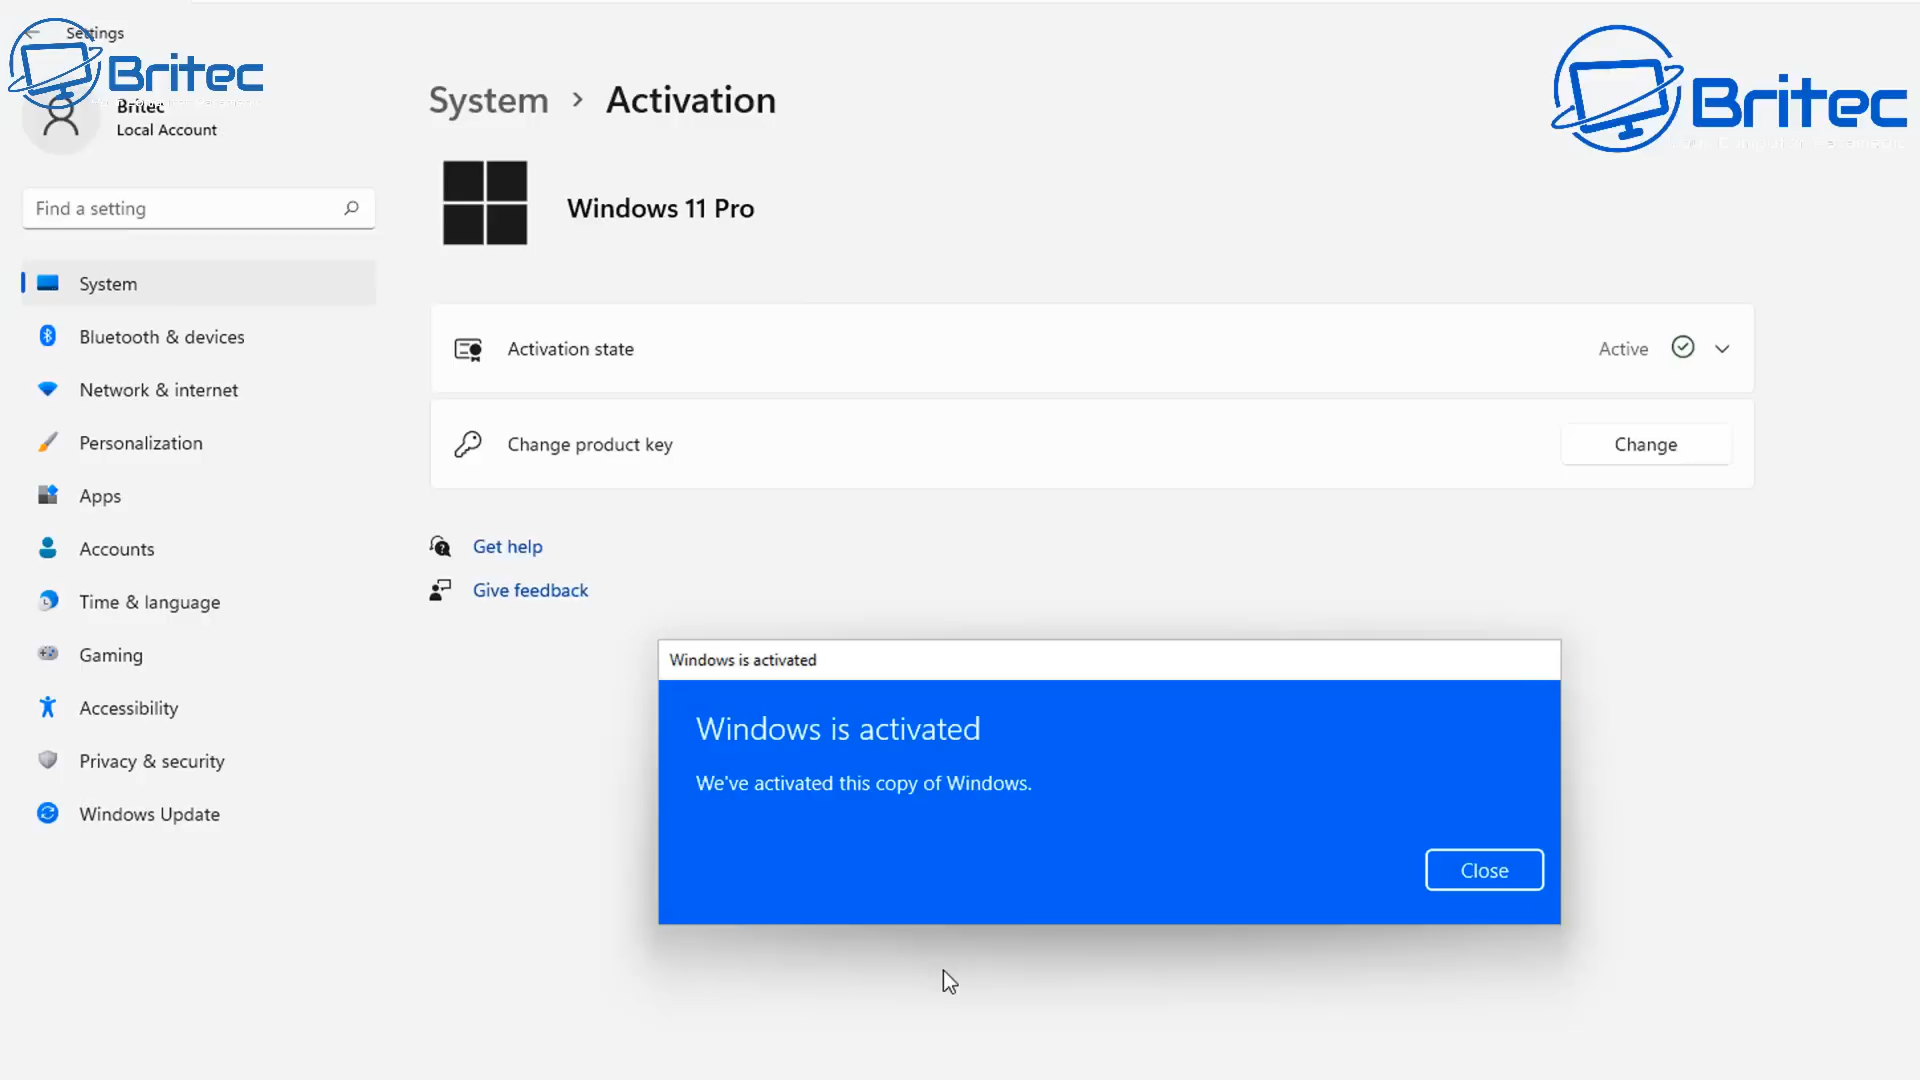 Settings
Britec
Britec
Local Account
Find a setting
System
Bluetooth & devices
Network & internet
Personalization
Apps
Accounts
Time & language
Gaming
Accessibility
Privacy & security
Windows Update
System > Activation
Britec
Windows 11 Pro
Activation state
Active
Change product key
Change
Get help
Give feedback
Windows is activated
Windows is activated
We've activated this copy of Windows.
Close